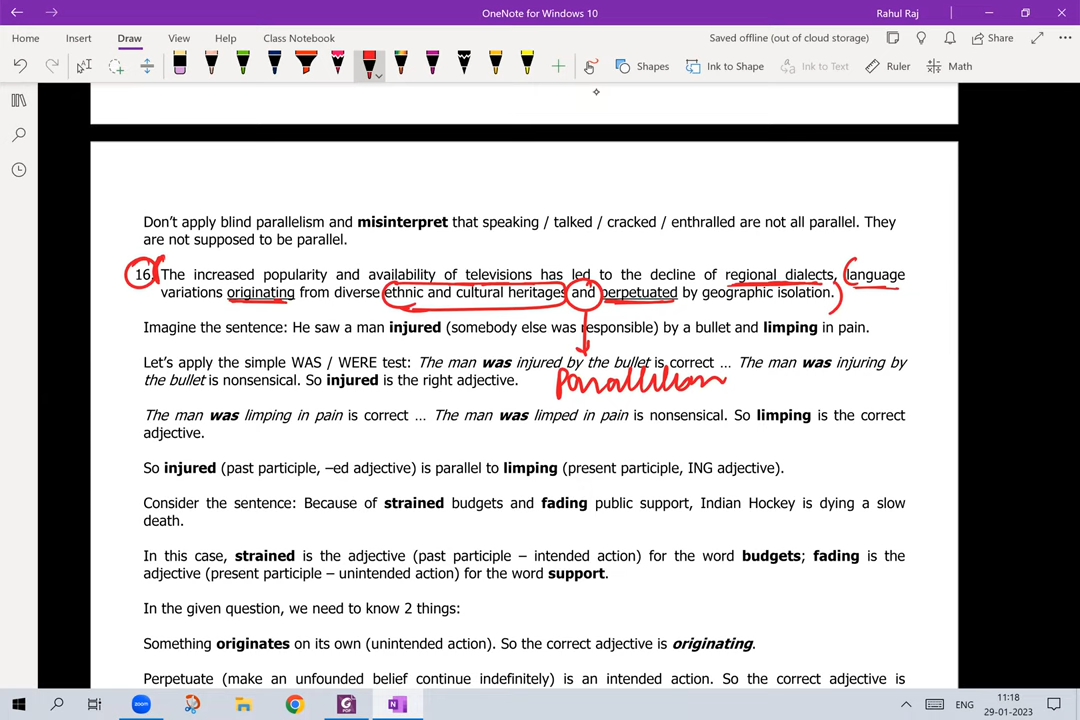 OneNote for Windows 10
Rahul Raj
Home Insert Draw View Help Class Notebook
Saved offline (out of cloud storage)
Share
Shapes
Ink to Shape
Ink to Text
Ruler
Math
Don’t apply blind parallelism and misinterpret that speaking / talked / cracked / enthralled are not all parallel. They
are not supposed to be parallel.
16. The increased popularity and availability of televisions has led to the decline of regional dialects, language
variations originating from diverse ethnic and cultural heritages and perpetuated by geographic isolation.
Imagine the sentence: He saw a man injured (somebody else was responsible) by a bullet and limping in pain.
Let’s apply the simple WAS / WERE test: The man was injured by the bullet is correct … The man was injuring by
the bullet is nonsensical. So injured is the right adjective.
Parallilism
The man was limping in pain is correct … The man was limped in pain is nonsensical. So limping is the correct
adjective.
So injured (past participle, –ed adjective) is parallel to limping (present participle, ING adjective).
Consider the sentence: Because of strained budgets and fading public support, Indian Hockey is dying a slow
death.
In this case, strained is the adjective (past participle – intended action) for the word budgets; fading is the
adjective (present participle – unintended action) for the word support.
In the given question, we need to know 2 things:
Something originates on its own (unintended action). So the correct adjective is originating.
Perpetuate (make an unfounded belief continue indefinitely) is an intended action. So the correct adjective is
zoom
PDF
ENG
11:18
29-01-2023